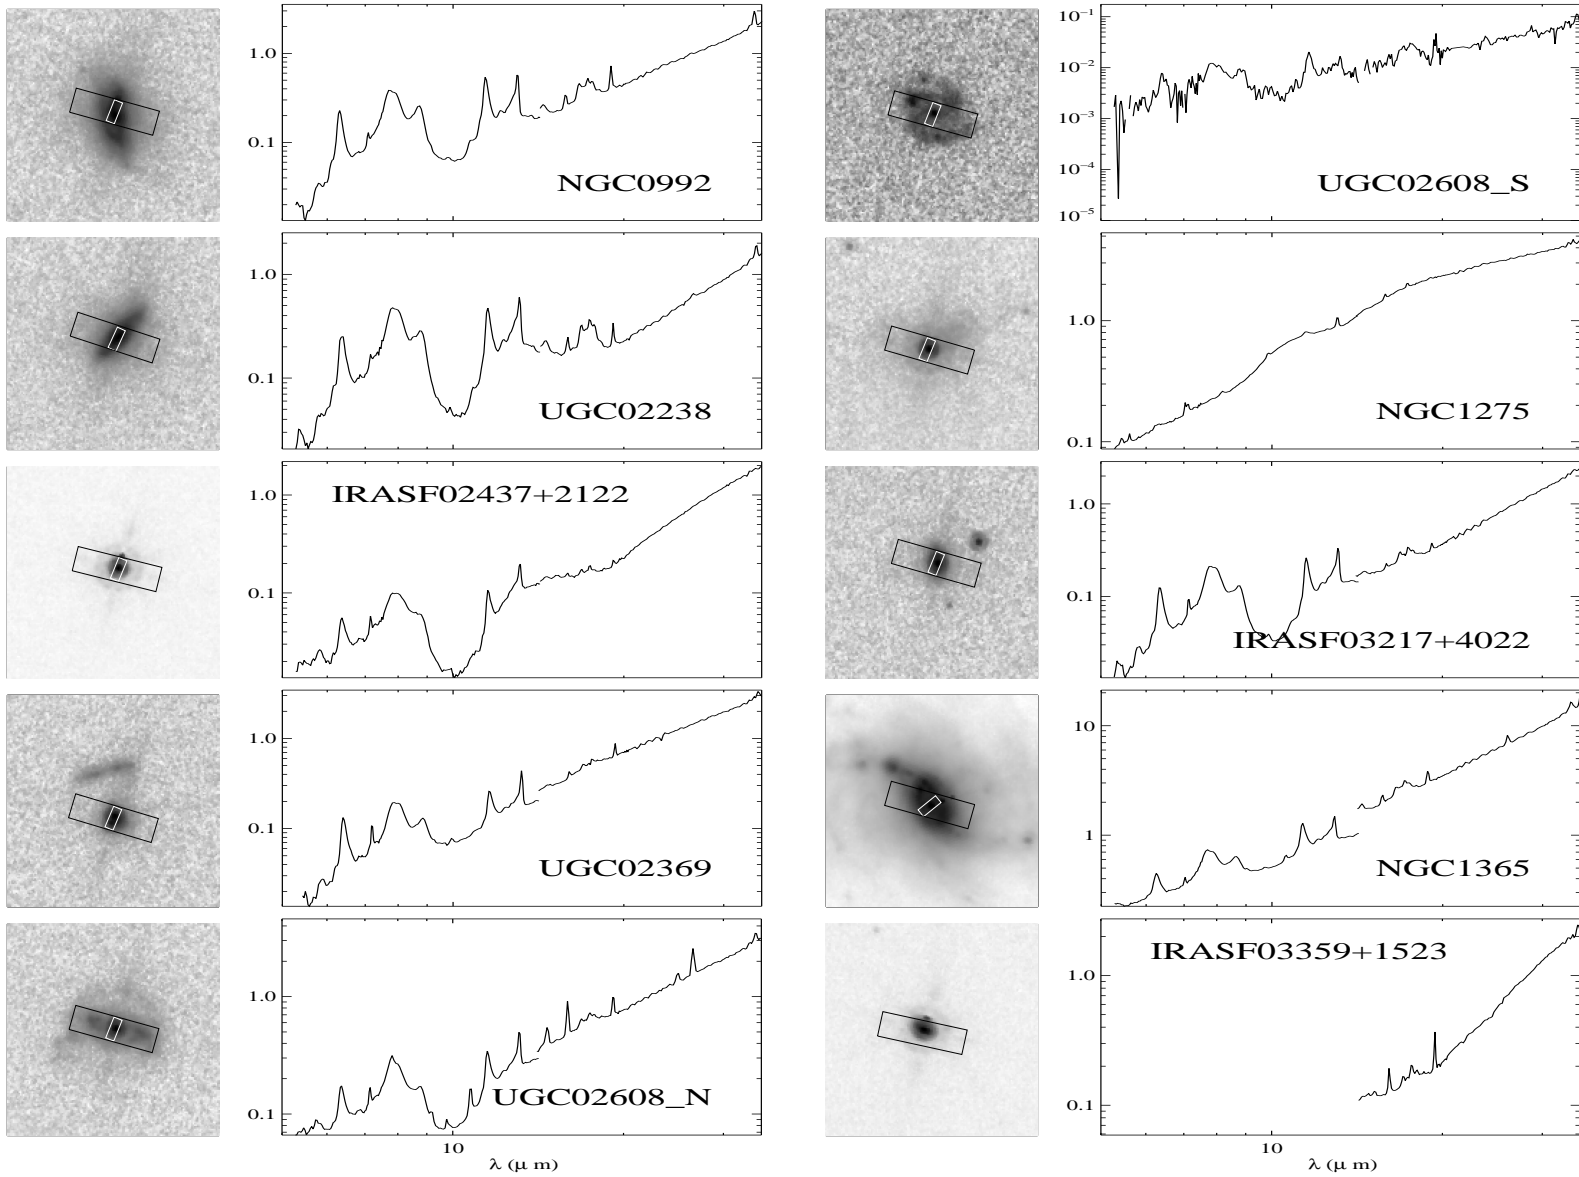 1.0
0.1
NGC0992
10⁻¹
10⁻²
10⁻³
10⁻⁴
10⁻⁵
UGC02608_S
1.0
0.1
UGC02238
1.0
0.1
NGC1275
IRASF02437+2122
1.0
0.1
1.0
0.1
IRASF03217+4022
1.0
0.1
UGC02369
10
1
NGC1365
1.0
0.1
UGC02608_N
10
λ (μ m)
IRASF03359+1523
1.0
0.1
10
λ (μ m)